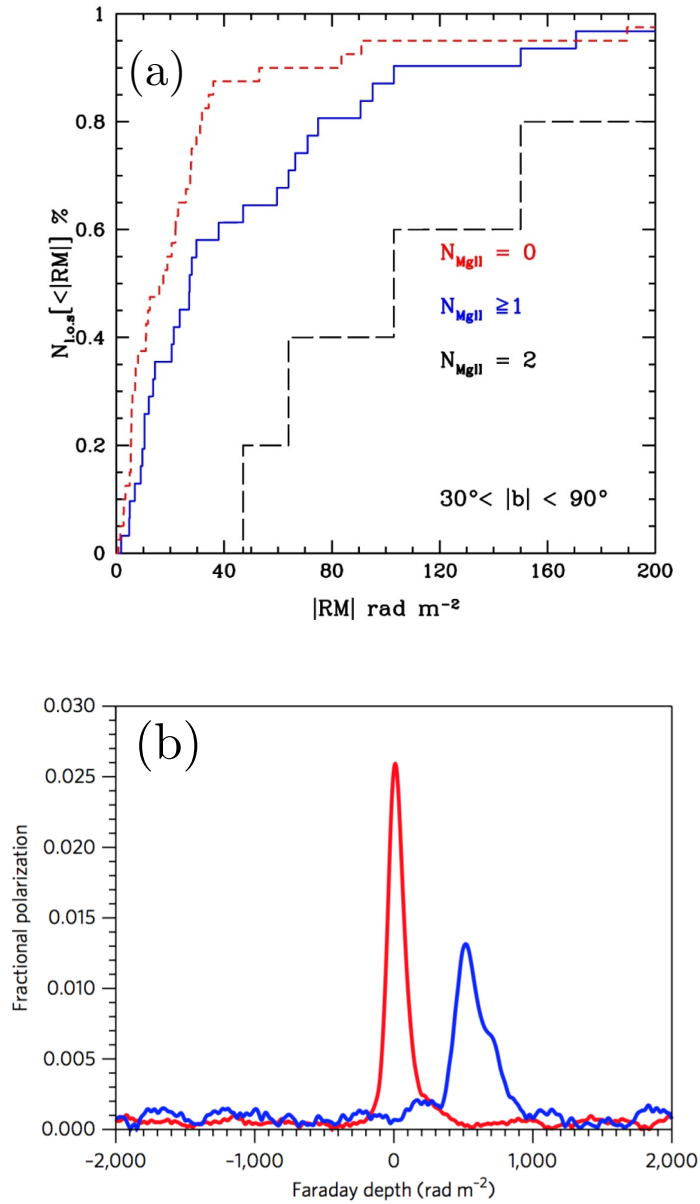 (a)
1
0.8
0.6
0.4
0.2
0
N_l.o.s[<|RM|] %
N_MgII = 0
N_MgII ≧ 1
N_MgII = 2
30°< |b| < 90°
0 40 80 120 160 200
|RM| rad m⁻²
(b)
0.030
0.025
0.020
0.015
0.010
0.005
0.000
Fractional polarization
-2,000 -1,000 0 1,000 2,000
Faraday depth (rad m⁻²)